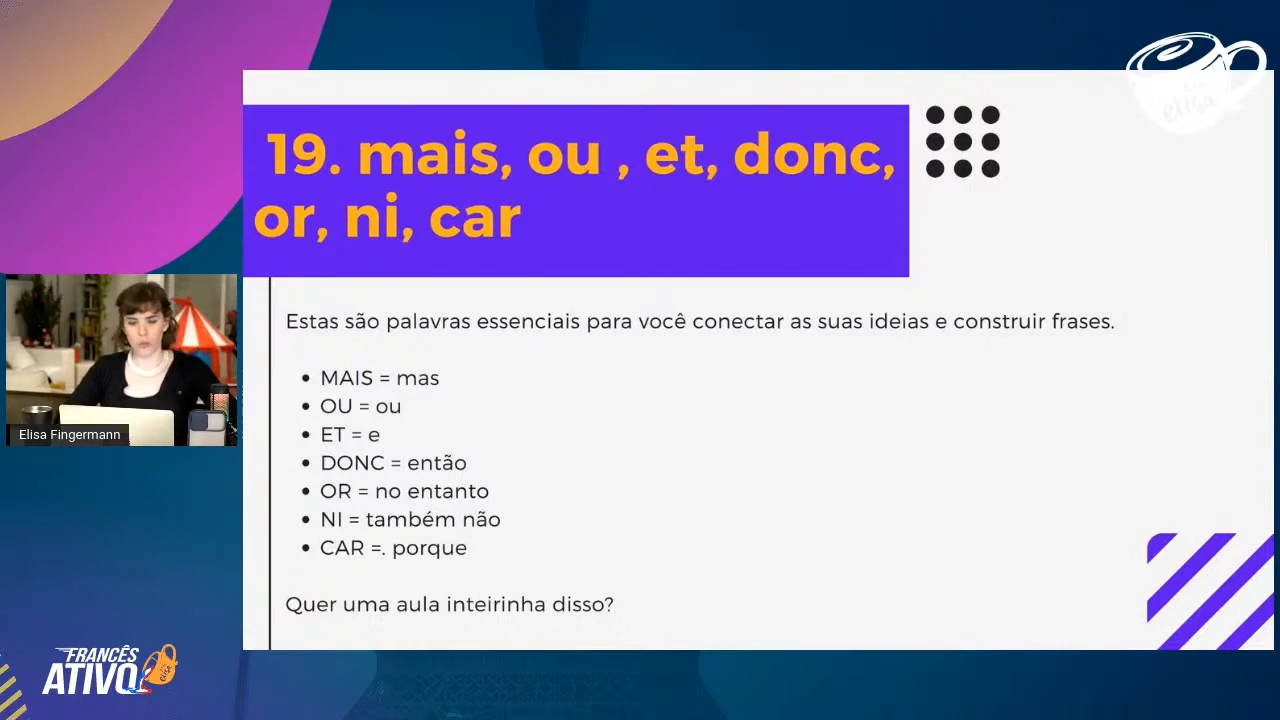 19. mais, ou , et, donc,
or, ni, car
Estas são palavras essenciais para você conectar as suas ideias e construir frases.
• MAIS = mas
• OU = ou
• ET = e
• DONC = então
• OR = no entanto
• NI = também não
• CAR =. porque
Quer uma aula inteirinha disso?
Elisa Fingermann
FRANCÊS
ATIVO
elisa